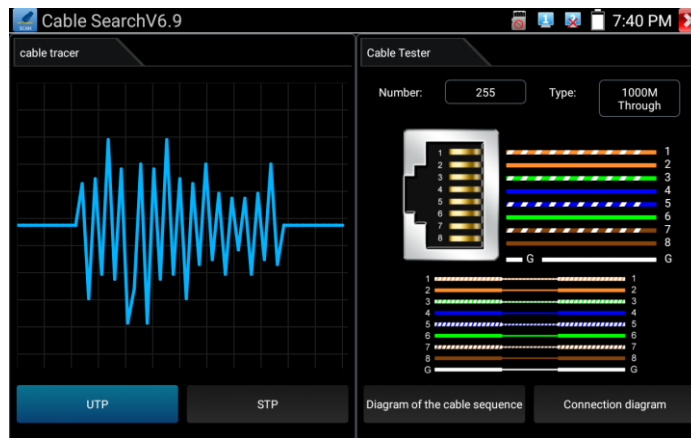 SCAN
Cable SearchV6.9
7:40 PM
cable tracer
Cable Tester
Number:
255
Type:
1000M
Through
1
2
3
4
5
6
7
8
1
2
3
4
5
6
7
8
G
G
1
1
2
2
3
3
4
4
5
5
6
6
7
7
8
8
G
G
UTP
STP
Diagram of the cable sequence
Connection diagram